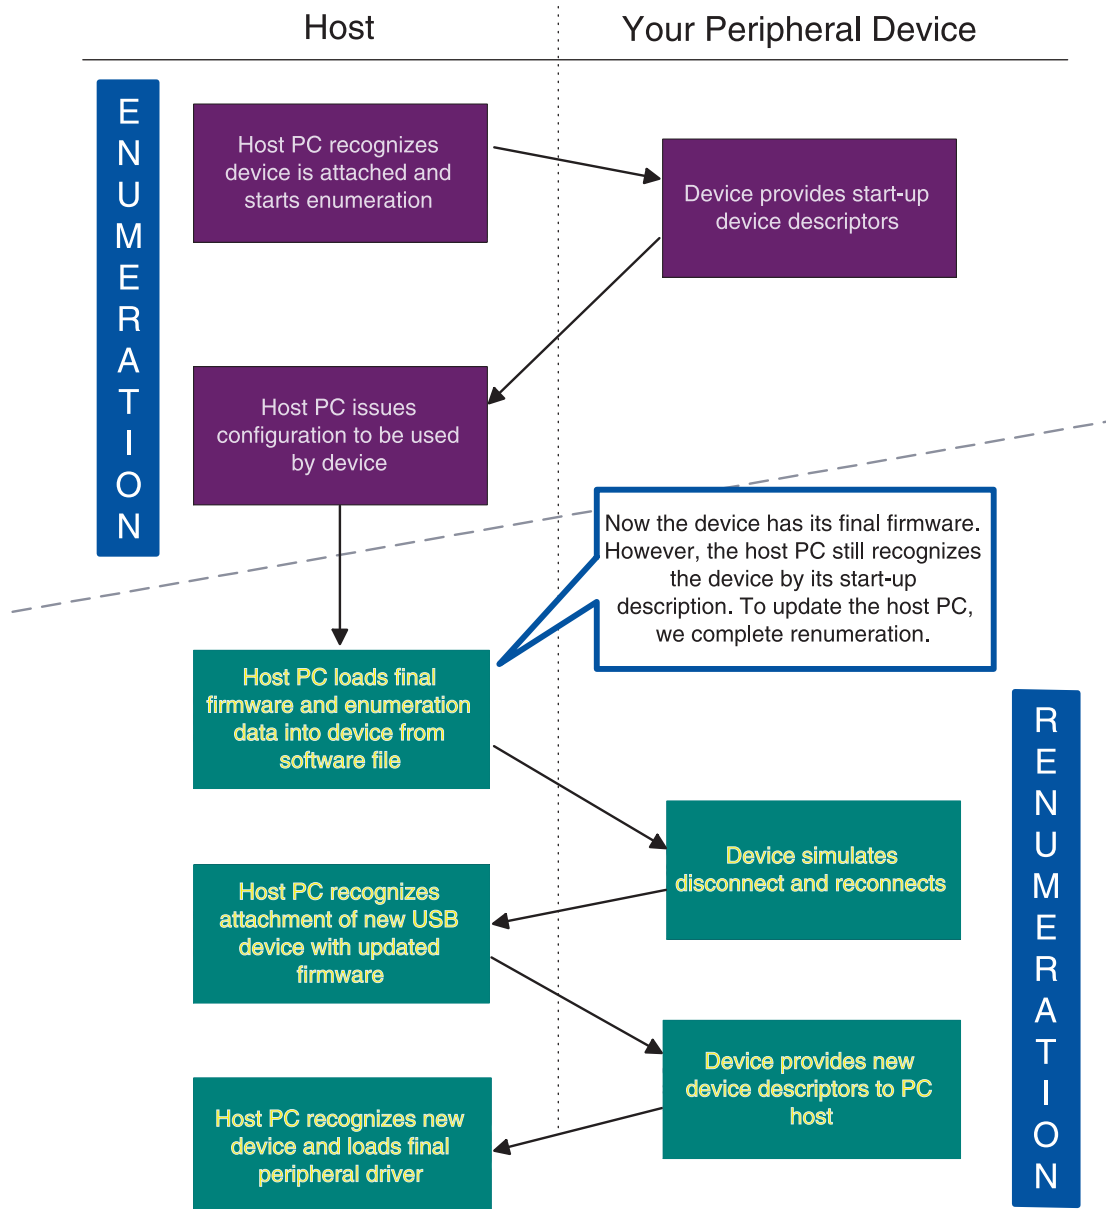 Host
Your Peripheral Device
ENUMERATION
Host PC recognizes
device is attached and
starts enumeration
Device provides start-up
device descriptors
Host PC issues
configuration to be used
by device
Now the device has its final firmware.
However, the host PC still recognizes
the device by its start-up
description. To update the host PC,
we complete renumeration.
Host PC loads final
firmware and enumeration
data into device from
software file
RENUMERATION
Device simulates
disconnect and reconnects
Host PC recognizes
attachment of new USB
device with updated
firmware
Device provides new
device descriptors to PC
host
Host PC recognizes new
device and loads final
peripheral driver